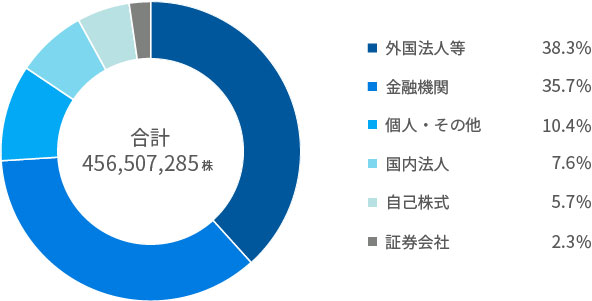 合計
456,507,285株
外国法人等 38.3%
金融機関 35.7%
個人・その他 10.4%
国内法人 7.6%
自己株式 5.7%
証券会社 2.3%